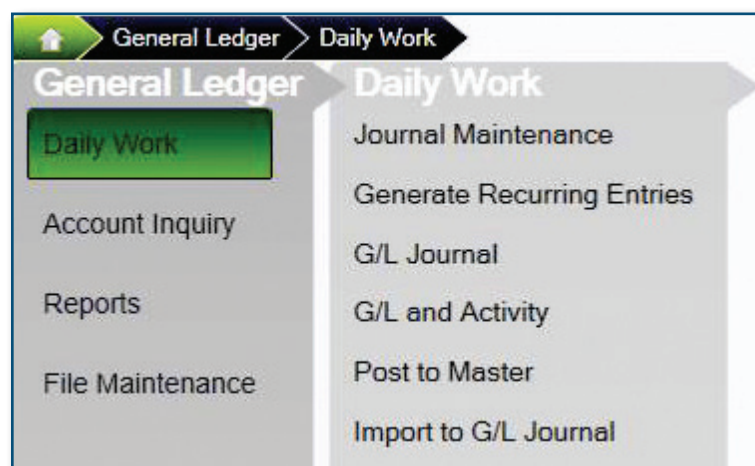 General Ledger Daily Work
General Ledger
Daily Work
Account Inquiry
Reports
File Maintenance
Daily Work
Journal Maintenance
Generate Recurring Entries
G/L Journal
G/L and Activity
Post to Master
Import to G/L Journal